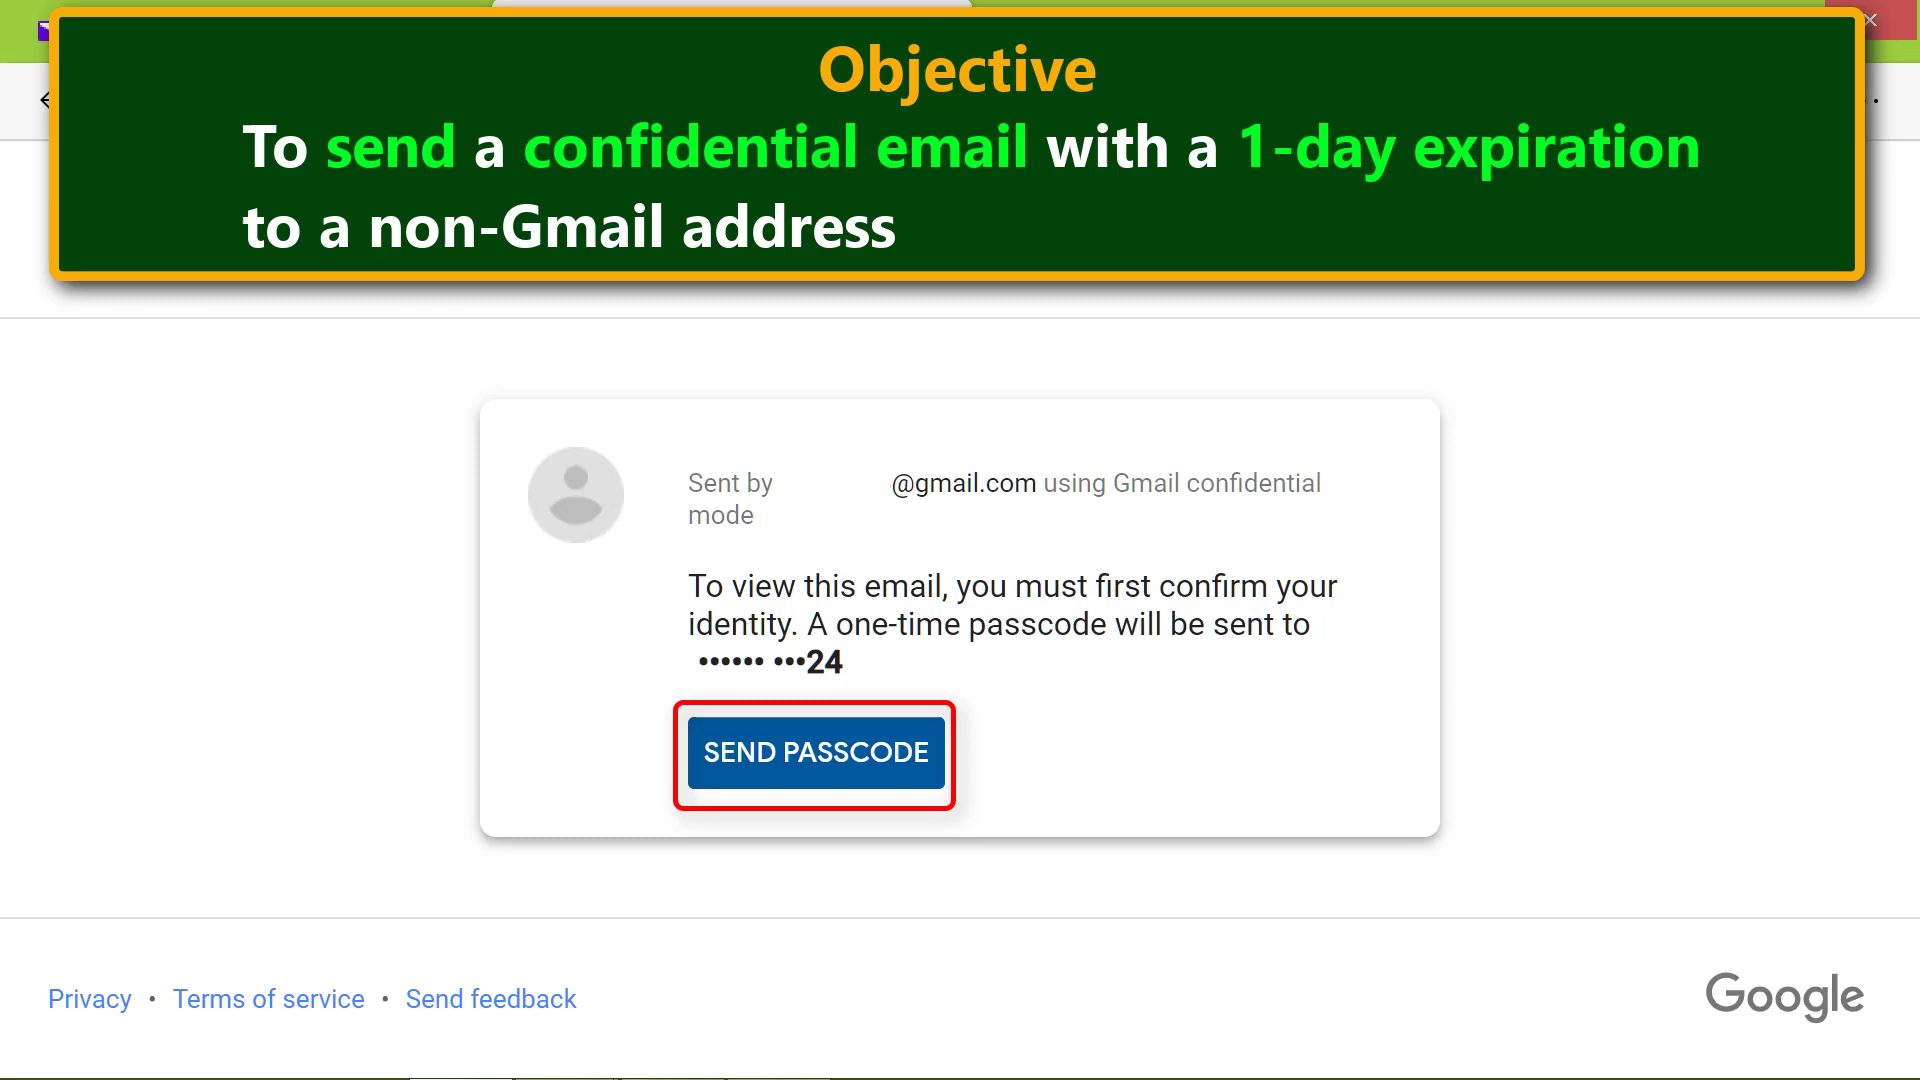 Objective
To send a confidential email with a 1-day expiration
to a non-Gmail address
Sent by @gmail.com using Gmail confidential
mode
To view this email, you must first confirm your
identity. A one-time passcode will be sent to
•••••• •••24
SEND PASSCODE
Privacy • Terms of service • Send feedback
Google